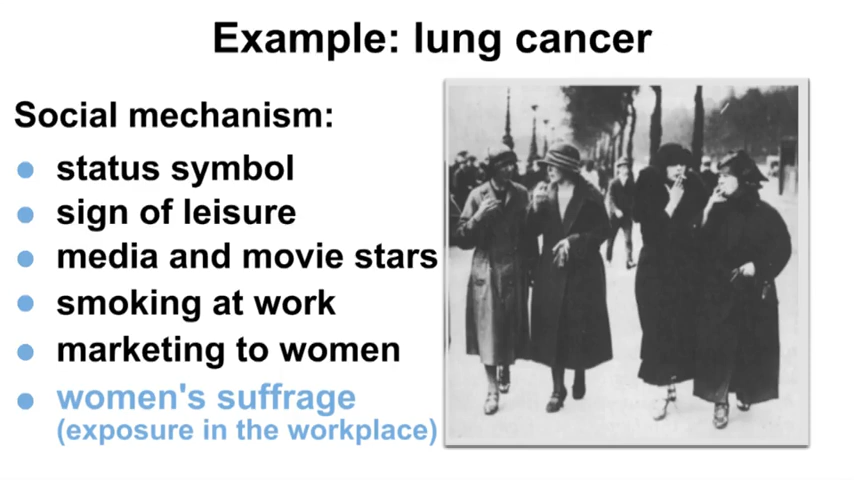 Example: lung cancer
Social mechanism:
status symbol
sign of leisure
media and movie stars
smoking at work
marketing to women
women's suffrage
(exposure in the workplace)